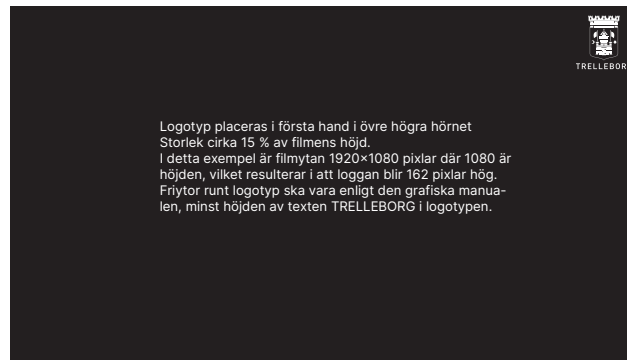 TRELLEBOR
Logotyp placeras i första hand i övre högra hörnet
Storlek cirka 15 % av filmens höjd.
I detta exempel är filmytan 1920×1080 pixlar där 1080 är
höjden, vilket resulterar i att loggan blir 162 pixlar hög.
Friytor runt logotyp ska vara enligt den grafiska manua-
len, minst höjden av texten TRELLEBORG i logotypen.